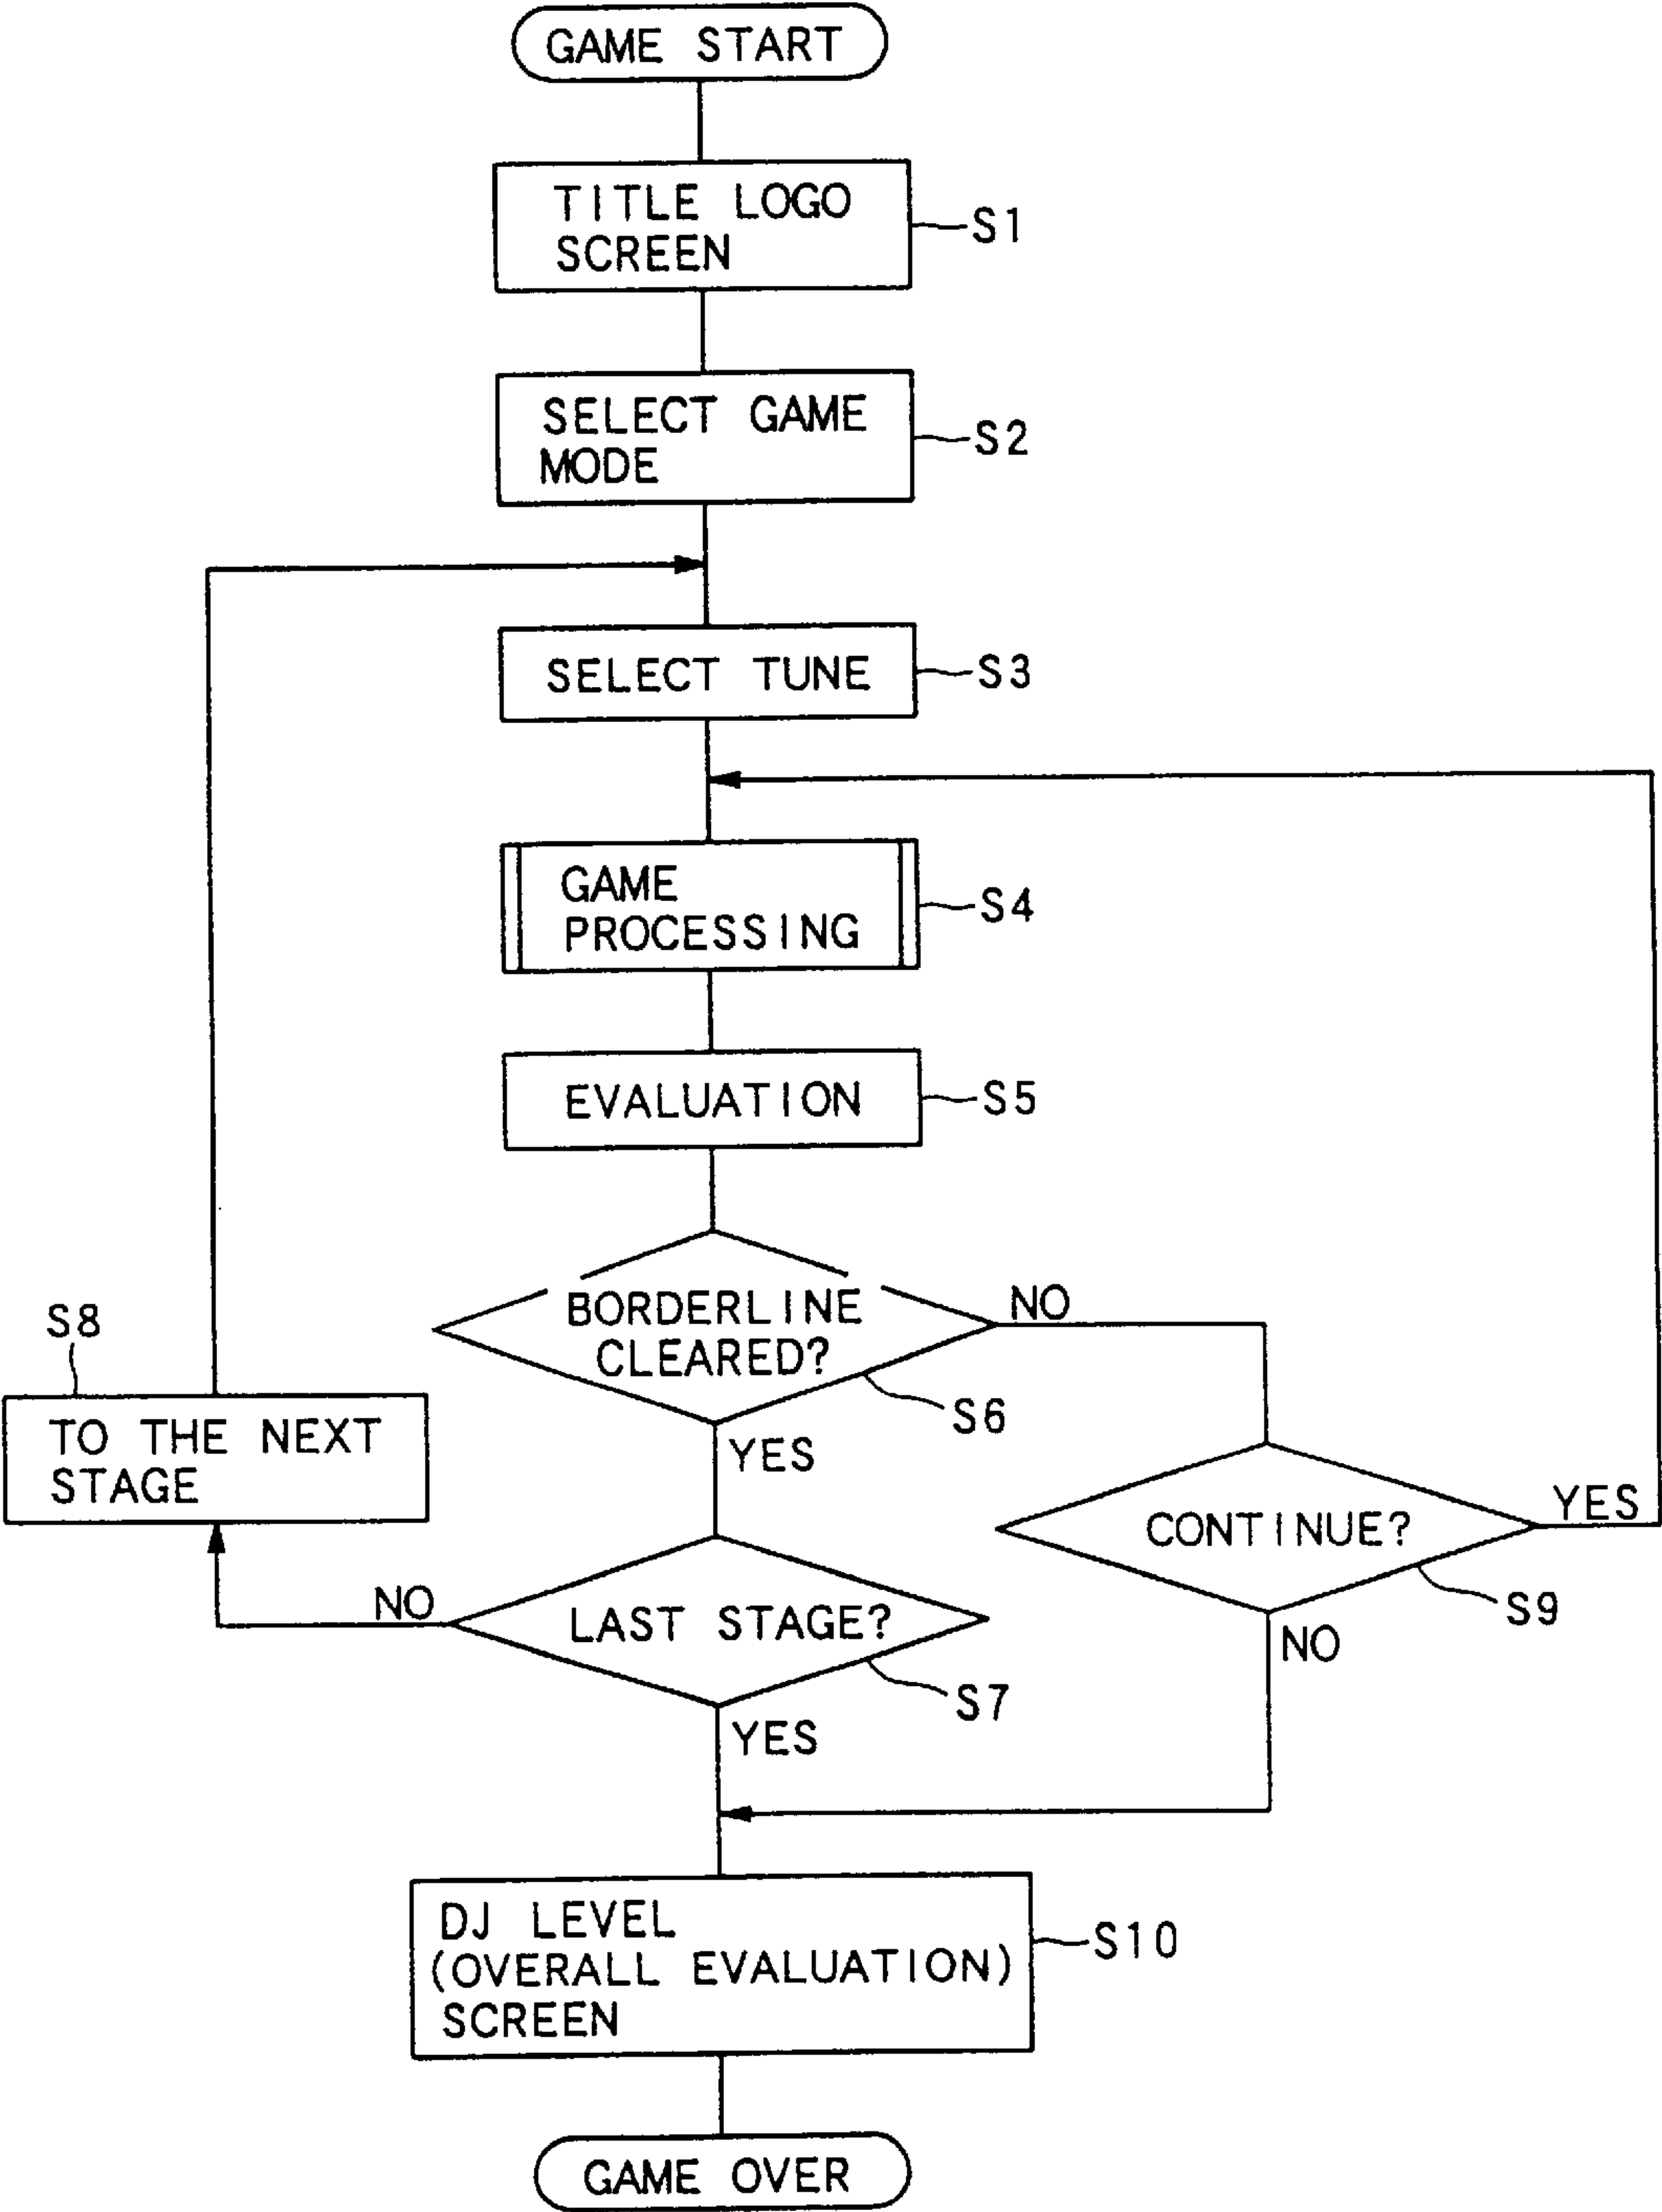 GAME START
TITLE LOGO
SCREEN
S1
SELECT GAME
MODE
S2
SELECT TUNE
S3
GAME
PROCESSING
S4
EVALUATION
S5
BORDERLINE
CLEARED?
NO
S6
YES
S8
TO THE NEXT
STAGE
CONTINUE?
YES
S9
NO
LAST STAGE?
NO
S7
YES
DJ LEVEL
(OVERALL EVALUATION)
SCREEN
S10
GAME OVER